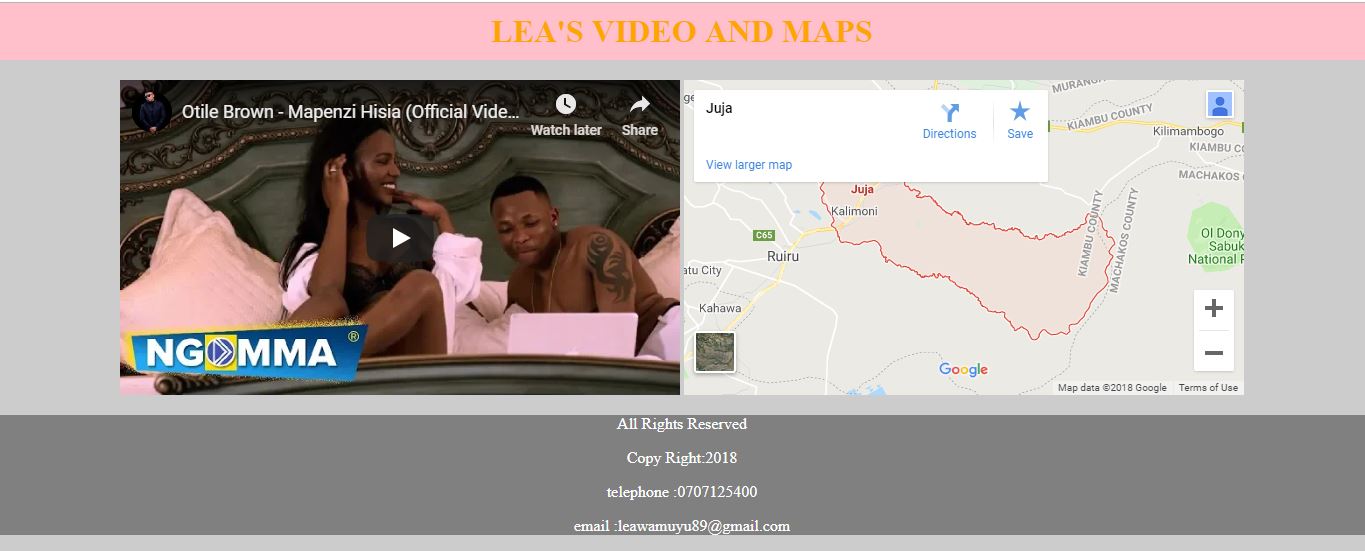 LEA'S VIDEO AND MAPS
Otile Brown - Mapenzi Hisia (Official Vide...
Watch later
Share
NGOMMA ®
Juja
Directions
Save
View larger map
MURANG
KIAMBU COUNTY
Kilimambogo
KIAMBU CO
MACHAKOS COUNTY
Juja
Kalimoni
C65
Ruiru
atu City
Kahawa
KIAMBU COUNTY
MACHAKOS COUNTY
Ol Dony
Sabuk
National P
Google
Map data ©2018 Google
Terms of Use
All Rights Reserved
Copy Right:2018
telephone :0707125400
email :leawamuyu89@gmail.com